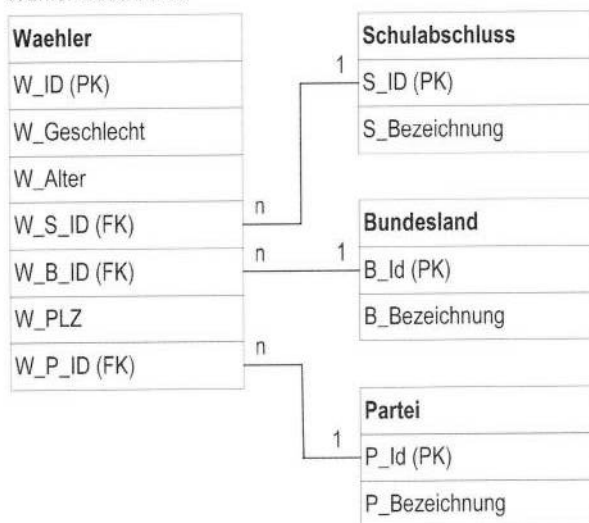 Waehler
W_ID (PK)
W_Geschlecht
W_Alter
W_S_ID (FK)
W_B_ID (FK)
W_PLZ
W_P_ID (FK)
n
n
n
1
1
1
Schulabschluss
S_ID (PK)
S_Bezeichnung
Bundesland
B_Id (PK)
B_Bezeichnung
Partei
P_Id (PK)
P_Bezeichnung